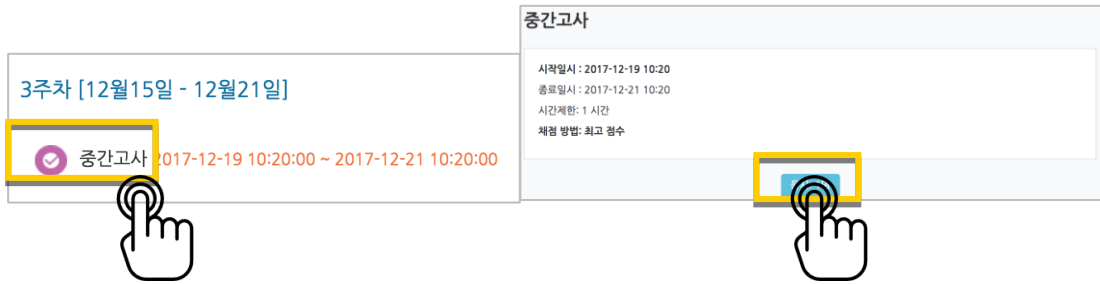 3주차 [12월15일 - 12월21일]
중간고사 2017-12-19 10:20:00 ~ 2017-12-21 10:20:00
중간고사
시작일시 : 2017-12-19 10:20
종료일시 : 2017-12-21 10:20
시간제한: 1 시간
채점 방법: 최고 점수